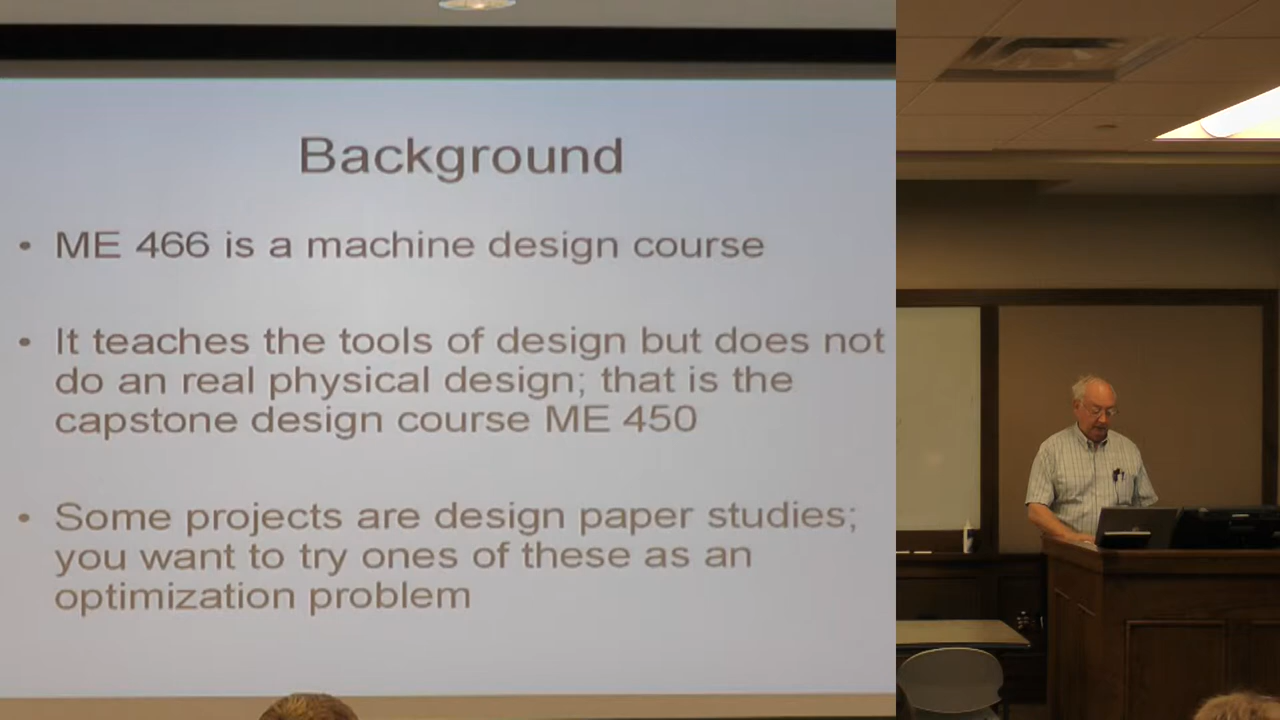 Background
• ME 466 is a machine design course
• It teaches the tools of design but does not
do an real physical design; that is the
capstone design course ME 450
• Some projects are design paper studies;
you want to try ones of these as an
optimization problem